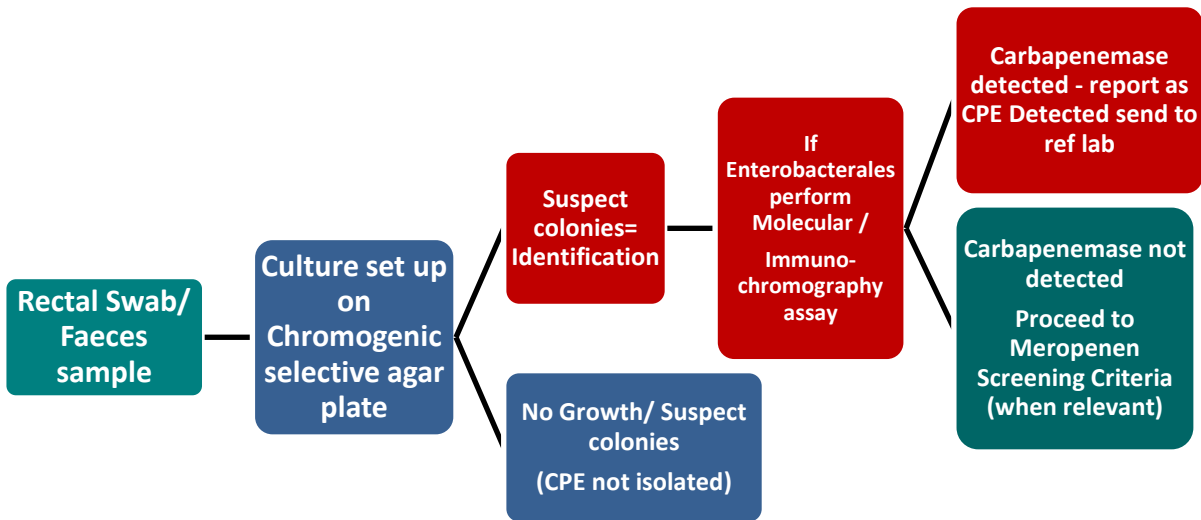 Rectal Swab/
Faeces
sample
Culture set up
on
Chromogenic
selective agar
plate
Suspect
colonies=
Identification
No Growth/ Suspect
colonies
(CPE not isolated)
If
Enterobacterales
perform
Molecular /
Immuno-
chromography
assay
Carbapenemase
detected - report as
CPE Detected send to
ref lab
Carbapenemase not
detected
Proceed to
Meropenen
Screening Criteria
(when relevant)